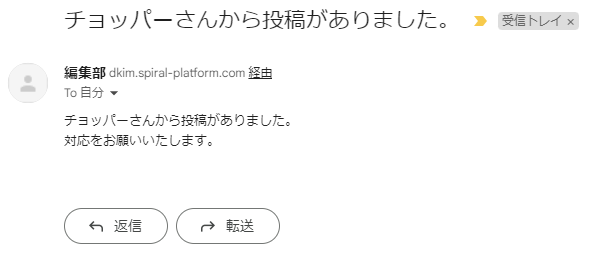 チョッパーさんから投稿がありました。 受信トレイ ×
編集部 dkim.spiral-platform.com 経由
To 自分
チョッパーさんから投稿がありました。
対応をお願いいたします。
返信 転送